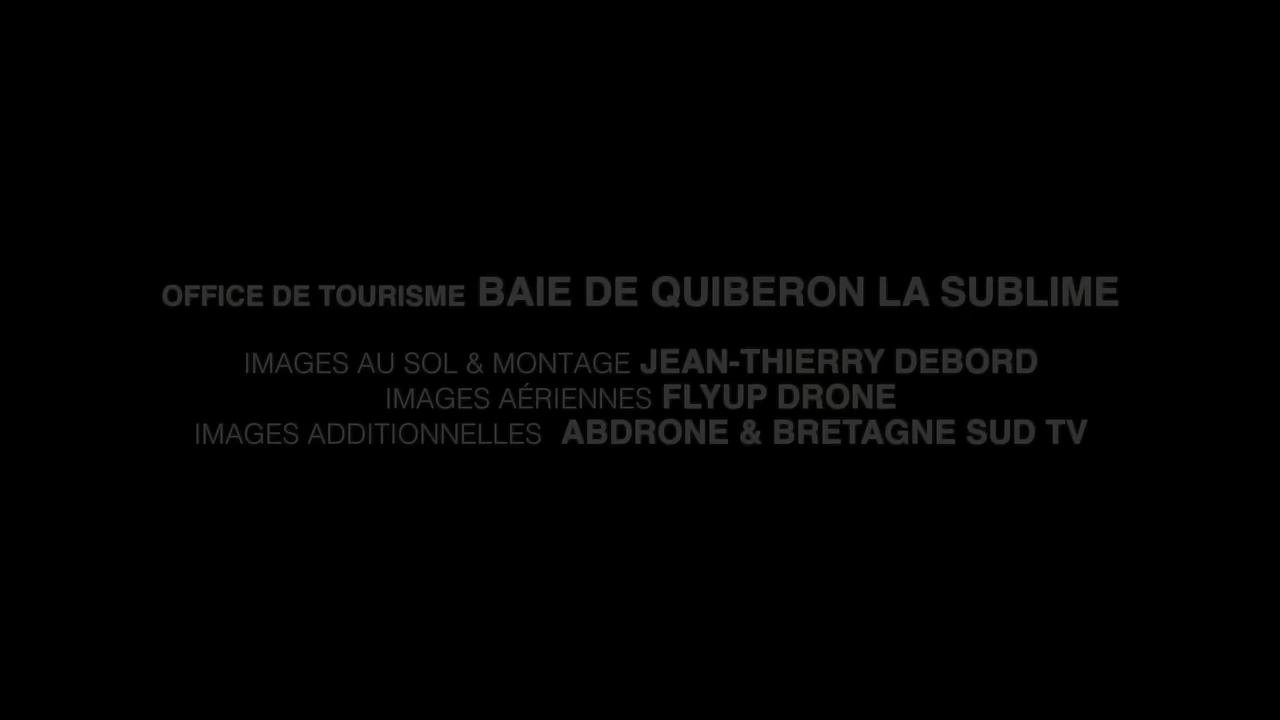 OFFICE DE TOURISME BAIE DE QUIBERON LA SUBLIME
IMAGES AU SOL & MONTAGE JEAN-THIERRY DEBORD
IMAGES AÉRIENNES FLYUP DRONE
IMAGES ADDITIONNELLES ABDRONE & BRETAGNE SUD TV